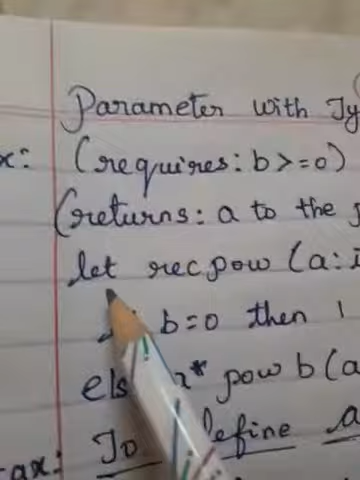 Parameter with Ty
x: (requires: b>=0)
(returns: a to the
let rec pow (a: i
b=0 then 1
els * pow b (a
ax: To define a